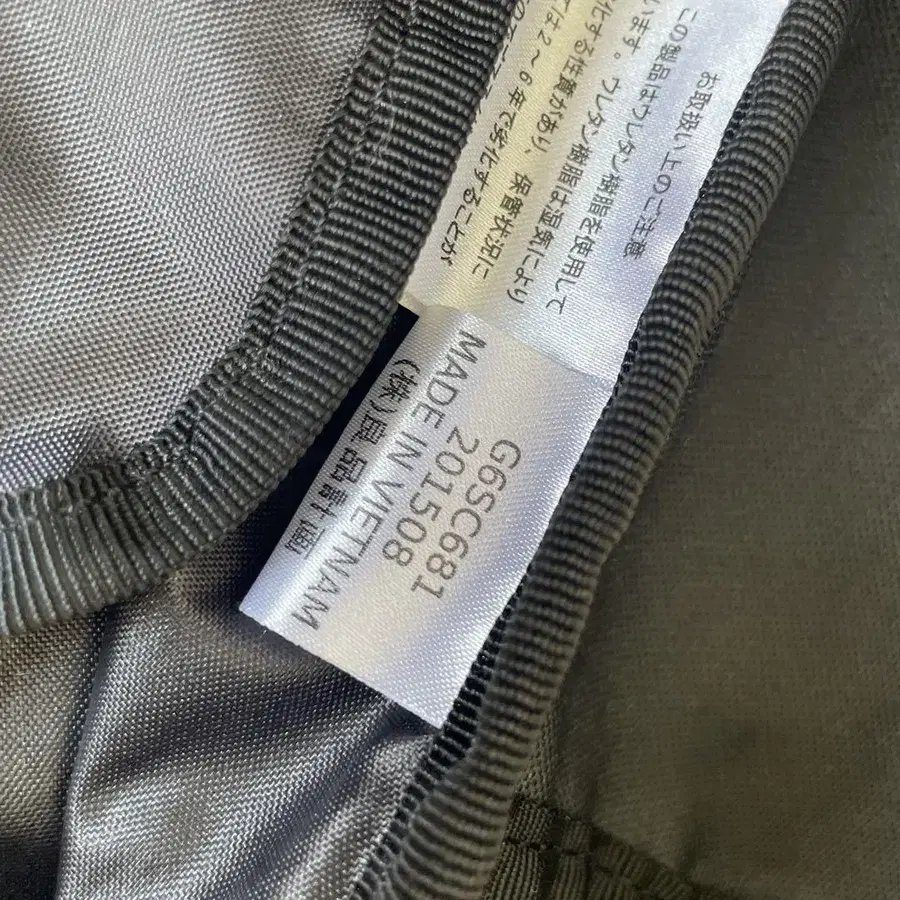 お取扱い上のご注意
この製品はウレタン樹脂を使用して
います。ウレタン樹脂は湿気により
化する性質があり、保管状況に
ては2～6年で劣化することが
G6SC681
201508
MADE IN VIETNAM
(株)良品計画